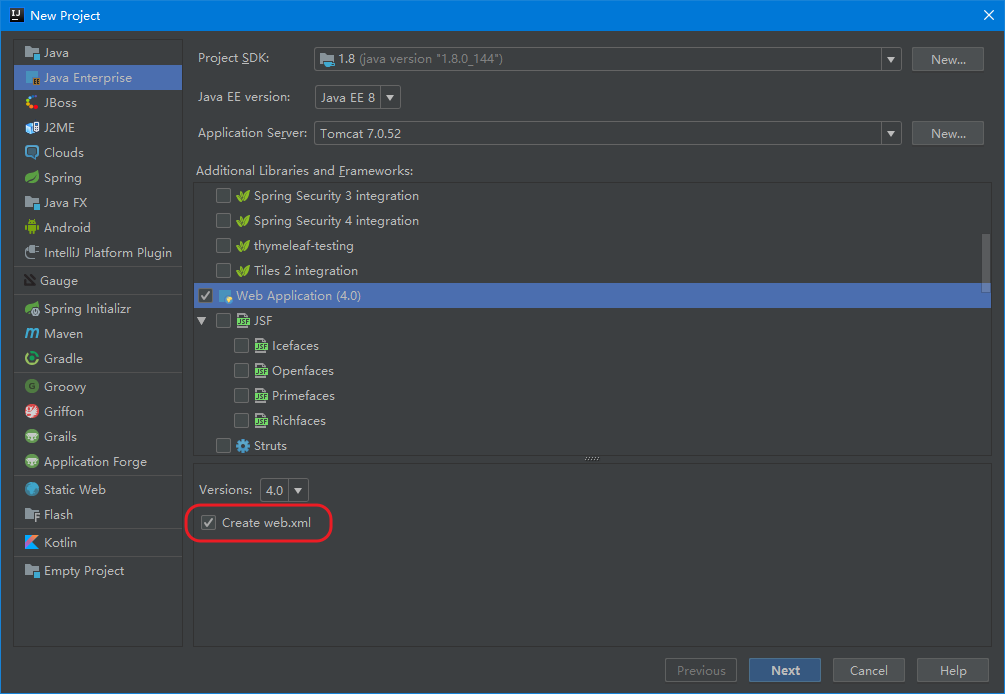 New Project
Java
Java Enterprise
JBoss
J2ME
Clouds
Spring
Java FX
Android
IntelliJ Platform Plugin
Gauge
Spring Initializr
Maven
Gradle
Groovy
Griffon
Grails
Application Forge
Static Web
Flash
Kotlin
Empty Project
Project SDK: 1.8 (java version "1.8.0_144") New...
Java EE version: Java EE 8
Application Server: Tomcat 7.0.52 New...
Additional Libraries and Frameworks:
Spring Security 3 integration
Spring Security 4 integration
thymeleaf-testing
Tiles 2 integration
Web Application (4.0)
JSF
Icefaces
Openfaces
Primefaces
Richfaces
Struts
Versions: 4.0
Create web.xml
Previous Next Cancel Help